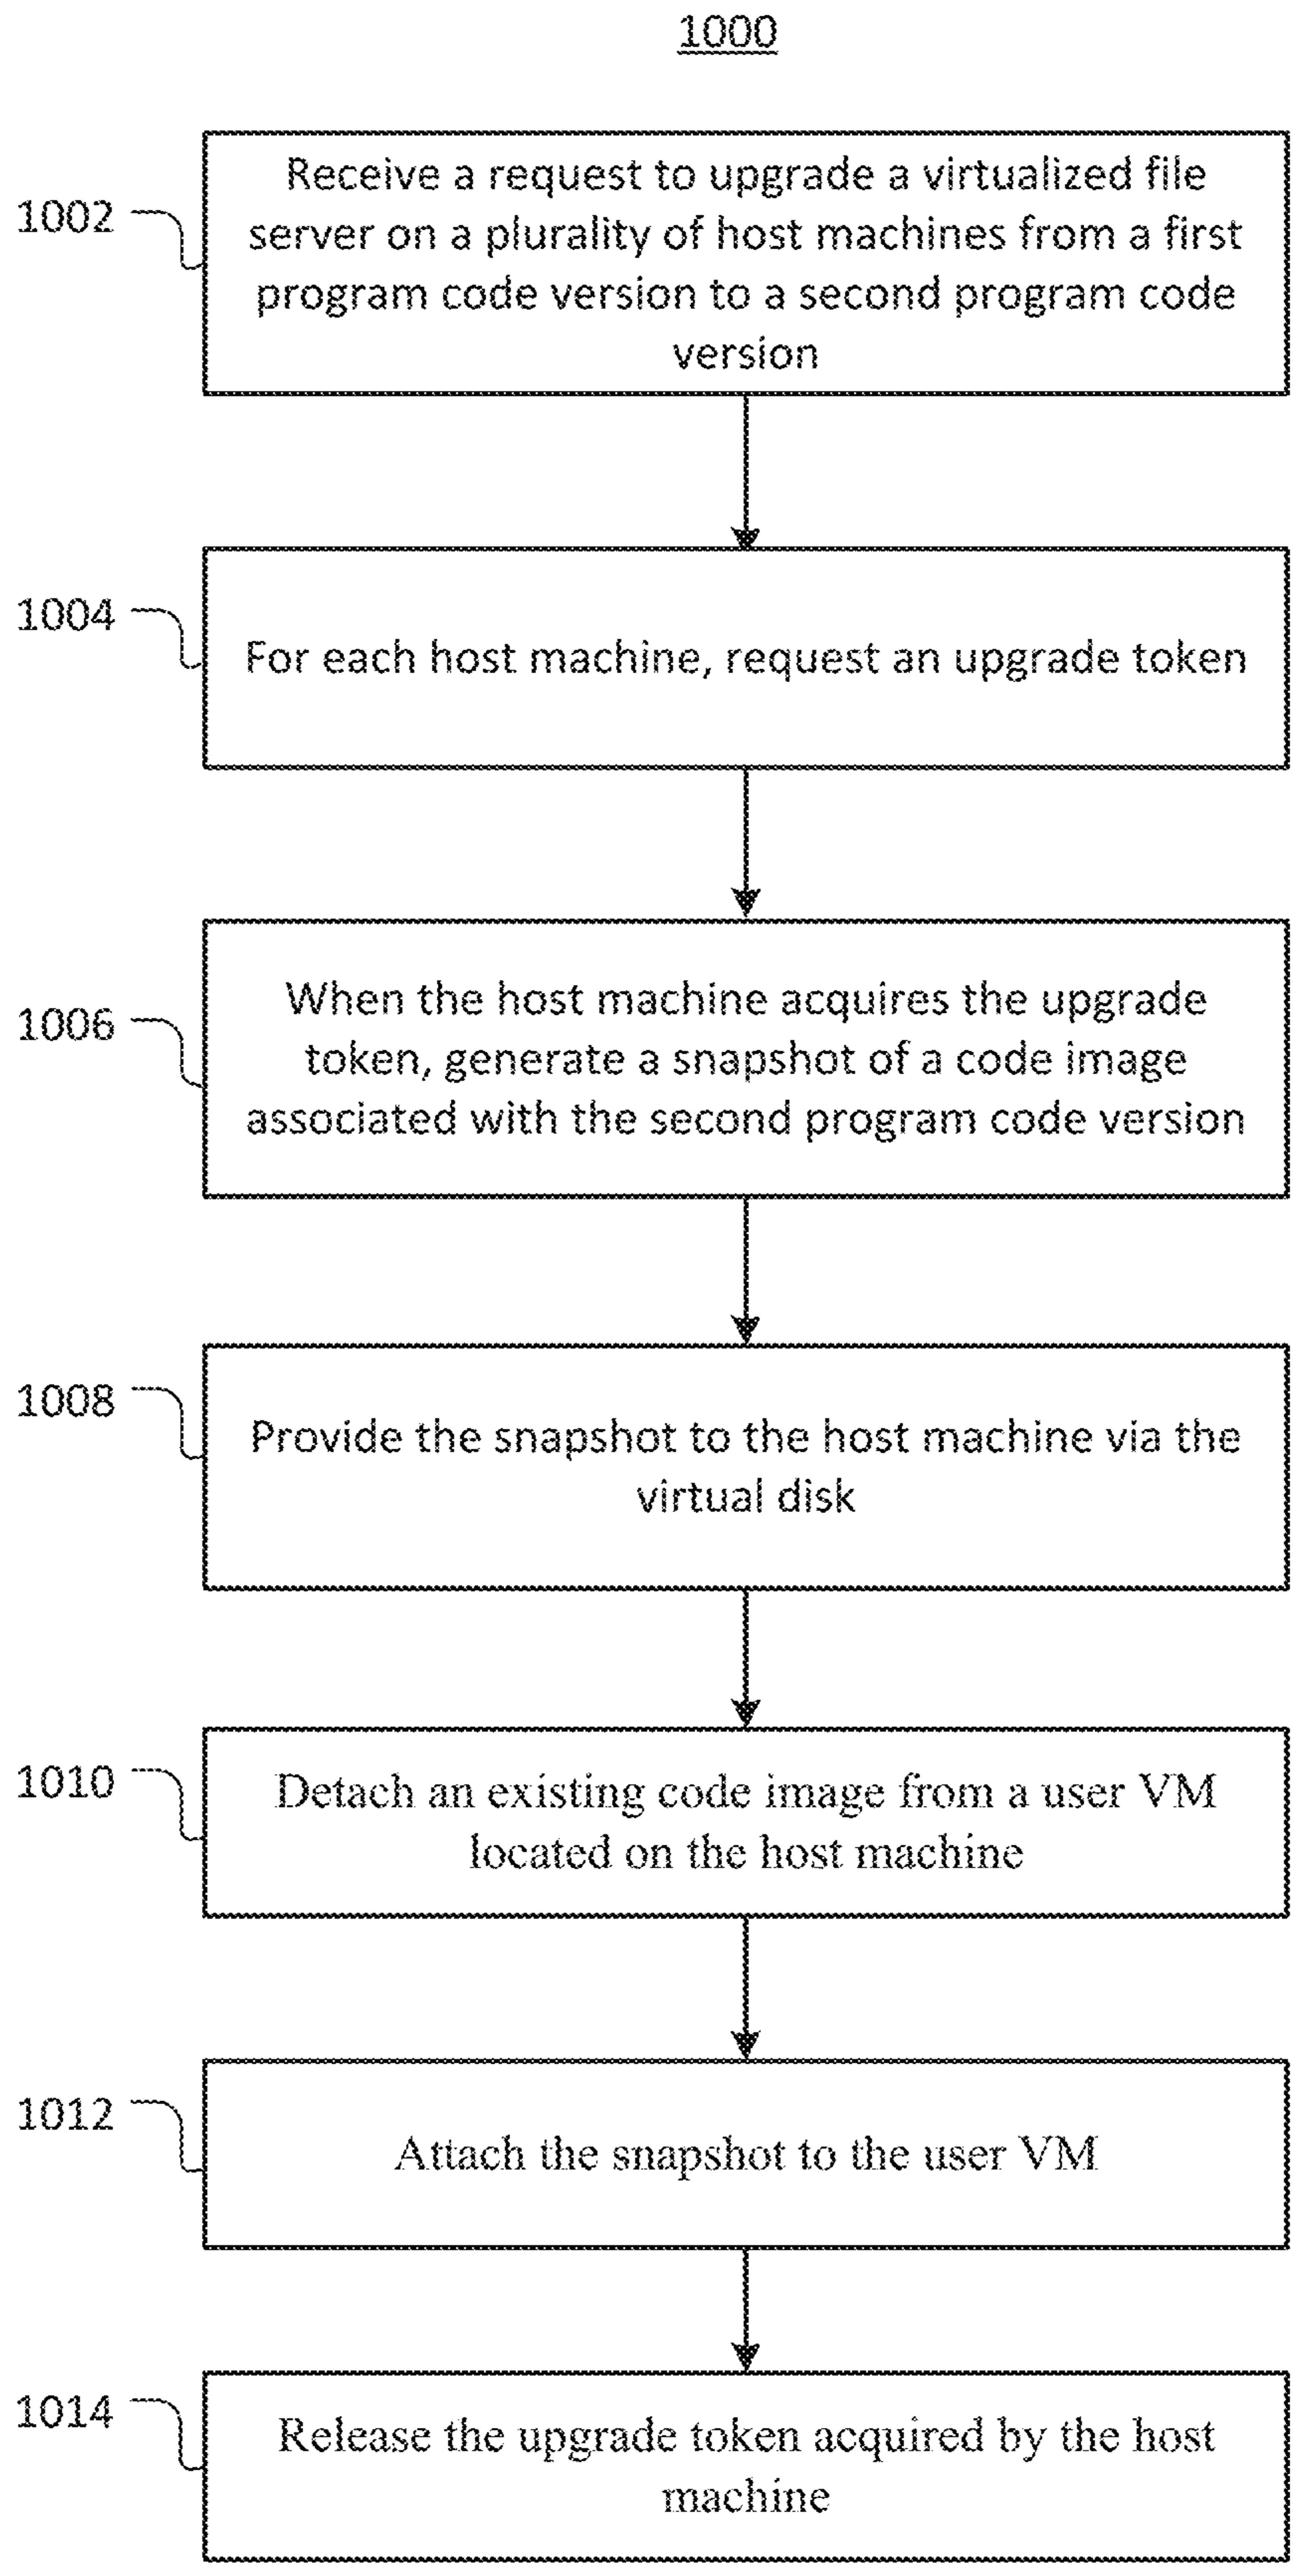 1000
1002
Receive a request to upgrade a virtualized file
server on a plurality of host machines from a first
program code version to a second program code
version
1004
For each host machine, request an upgrade token
1006
When the host machine acquires the upgrade
token, generate a snapshot of a code image
associated with the second program code version
1008
Provide the snapshot to the host machine via the
virtual disk
1010
Detach an existing code image from a user VM
located on the host machine
1012
Attach the snapshot to the user VM
1014
Release the upgrade token acquired by the host
machine